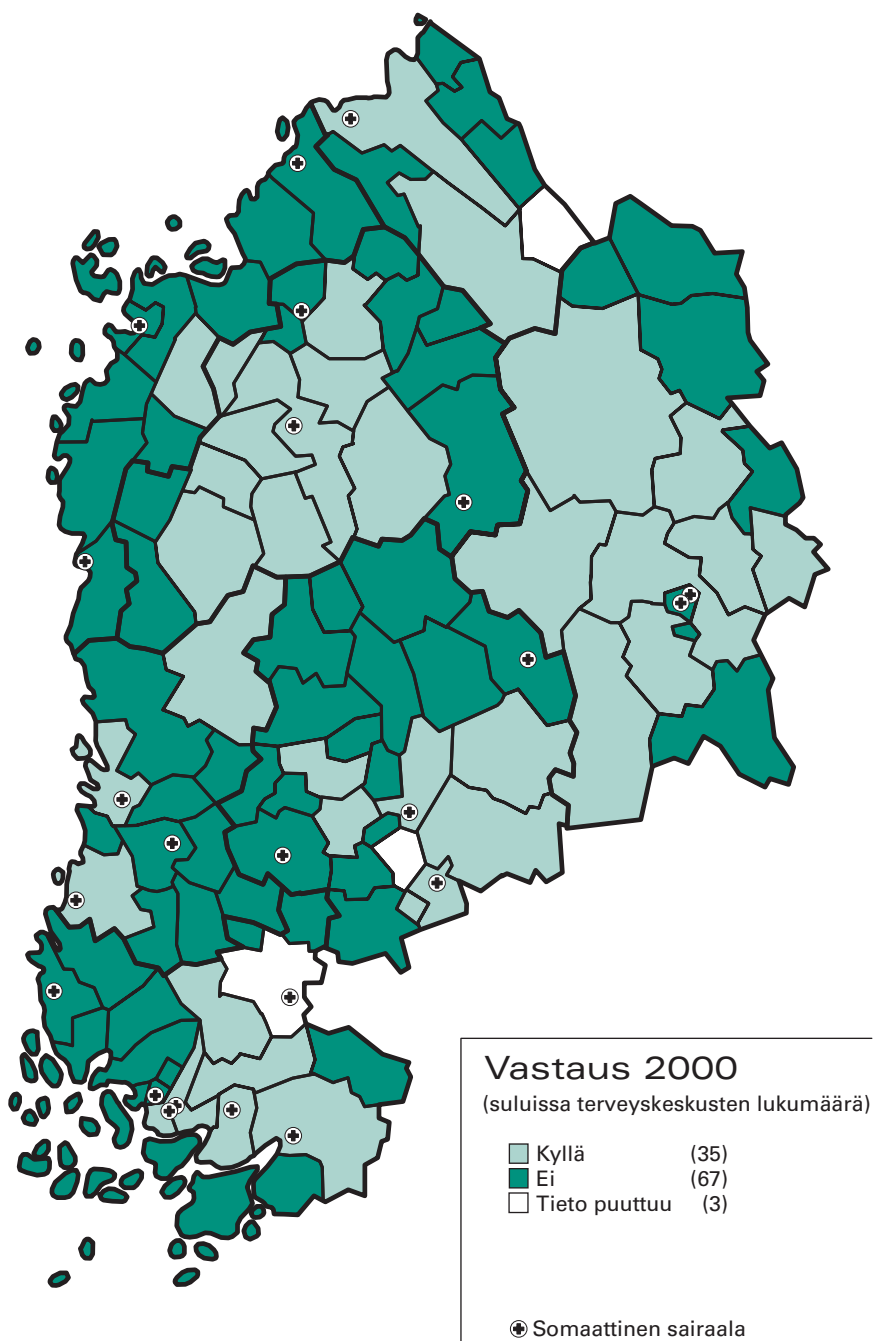 Vastaus 2000
(suluissa terveyskeskusten lukumäärä)
Kyllä (35)
Ei (67)
Tieto puuttuu (3)
Somaattinen sairaala